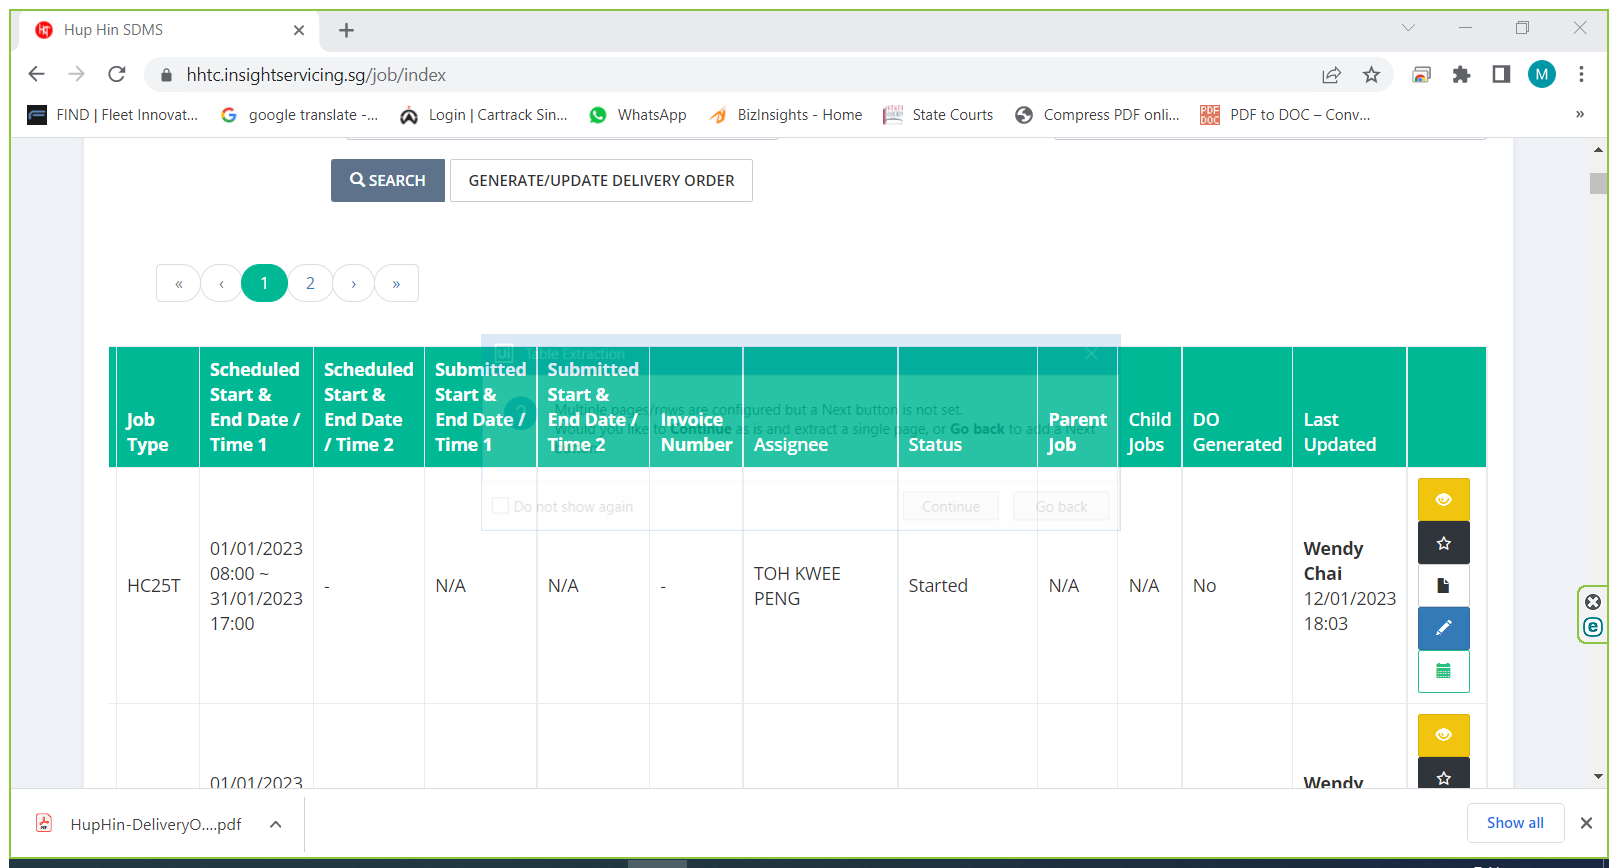 Hup Hin SDMS
hhtc.insightservicing.sg/job/index
M
FIND | Fleet Innovat...
google translate -...
Login | Cartrack Sin...
WhatsApp
BizInsights - Home
State Courts
Compress PDF onli...
PDF to DOC – Conv...
»
SEARCH
GENERATE/UPDATE DELIVERY ORDER
« ‹ 1 2 › »
UI Table Extraction
Multiple pages/rows are configured but a Next button is not set.
Would you like to Continue as is and extract a single page, or Go back to add a Next
Do not show again
Continue
Go back
Job
Type
Scheduled
Start &
End Date /
Time 1
Scheduled
Start &
End Date
/ Time 2
Submitted
Start &
End Date /
Time 1
Submitted
Start &
End Date /
Time 2
Invoice
Number
Assignee
Status
Parent
Job
Child
Jobs
DO
Generated
Last
Updated
HC25T
01/01/2023
08:00 ~
31/01/2023
17:00
-
N/A
N/A
-
TOH KWEE
PENG
Started
N/A
N/A
No
Wendy
Chai
12/01/2023
18:03
01/01/2023
Wendy
HupHin-DeliveryO....pdf
Show all